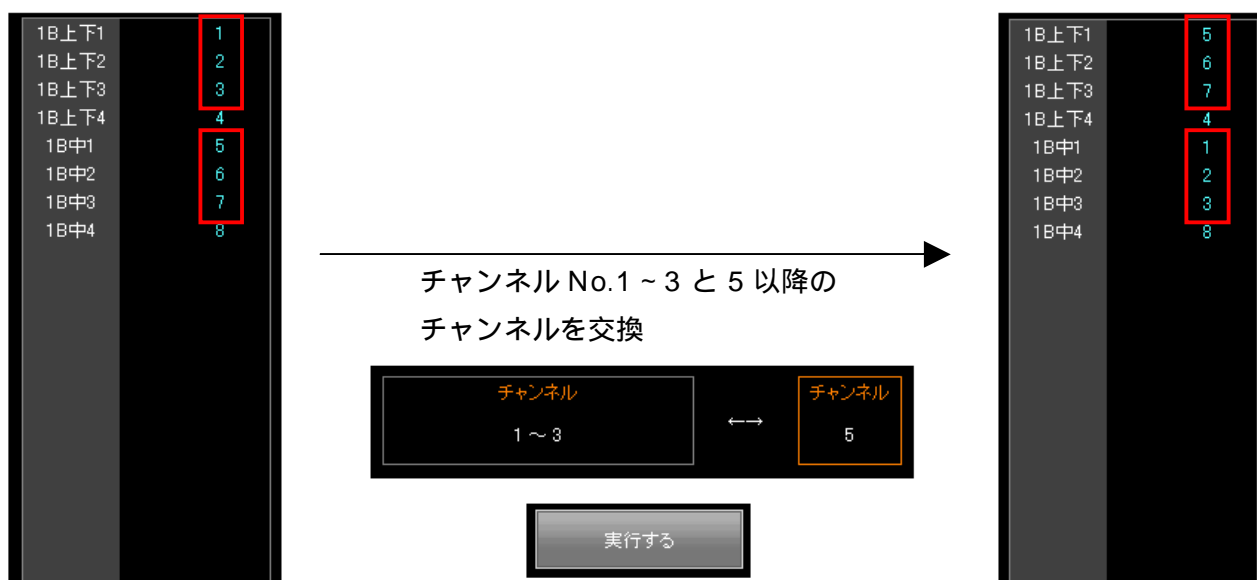 1B上下1 1
1B上下2 2
1B上下3 3
1B上下4 4
1B中1 5
1B中2 6
1B中3 7
1B中4 8
チャンネル No.1 ~ 3 と 5 以降の
チャンネルを交換
チャンネル
1 ～ 3
←→
チャンネル
5
実行する
1B上下1 5
1B上下2 6
1B上下3 7
1B上下4 4
1B中1 1
1B中2 2
1B中3 3
1B中4 8